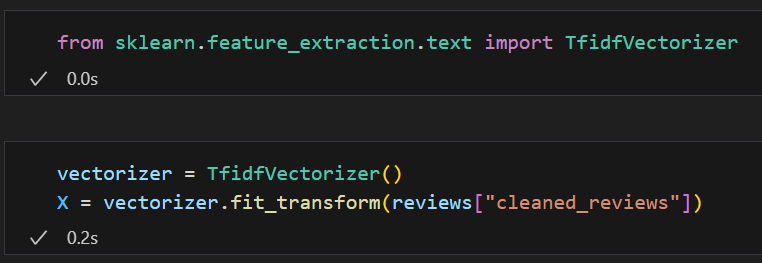 from sklearn.feature_extraction.text import TfidfVectorizer
0.0s
vectorizer = TfidfVectorizer()
X = vectorizer.fit_transform(reviews["cleaned_reviews"])
0.2s